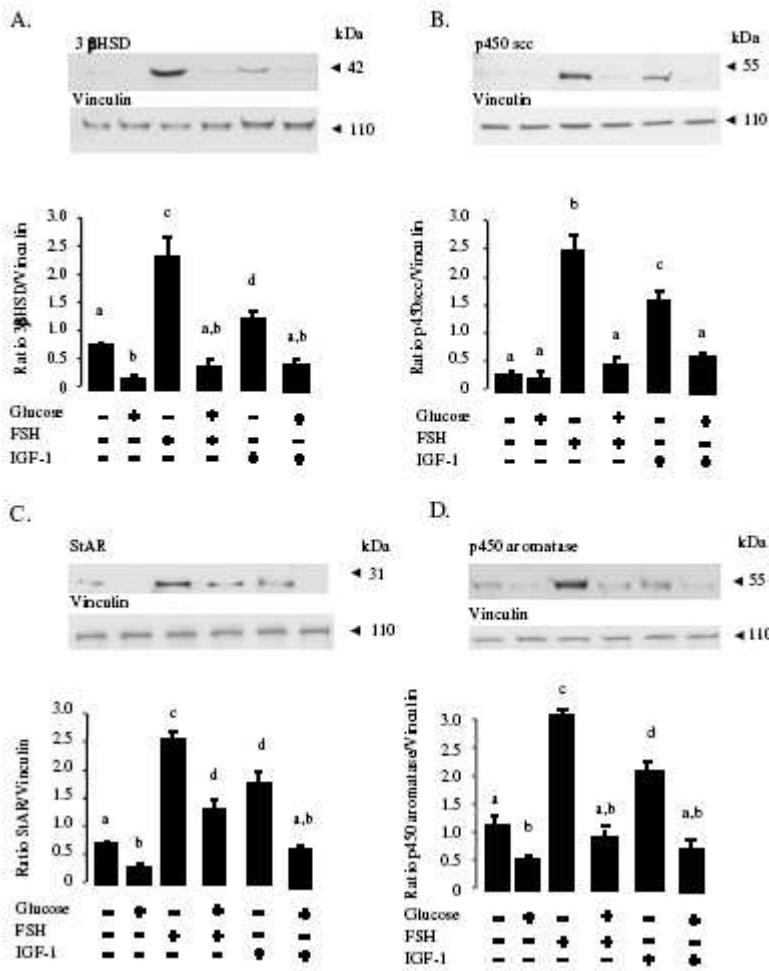 A.
3 βHSD
kDa
42
Vinculin
110
Ratio 3βHSD/Vinculin
3.0
2.5
2.0
1.5
1.0
0.5
0
a
b
c
a,b
d
a,b
Glucose - + - + - +
FSH - - + + - -
IGF-1 - - - - + +
B.
p450 scc
kDa
55
Vinculin
110
Ratio p450scc/Vinculin
3.0
2.5
2.0
1.5
1.0
0.5
0
a
a
b
a
c
a
- + - + - +
- - + + - -
- - - - + +
C.
StAR
kDa
31
Vinculin
110
Ratio StAR/Vinculin
3.0
2.5
2.0
1.5
1.0
0.5
0
a
b
c
d
d
a,b
Glucose - + - + - +
FSH - - + + - -
IGF-1 - - - - + +
D.
p450 aromatase
kDa
55
Vinculin
110
Ratio p450 aromatase/Vinculin
3.0
2.5
2.0
1.5
1.0
0.5
0
a
b
c
a,b
d
a,b
Glucose - + - + - +
FSH - - + + - -
IGF-1 - - - - + +